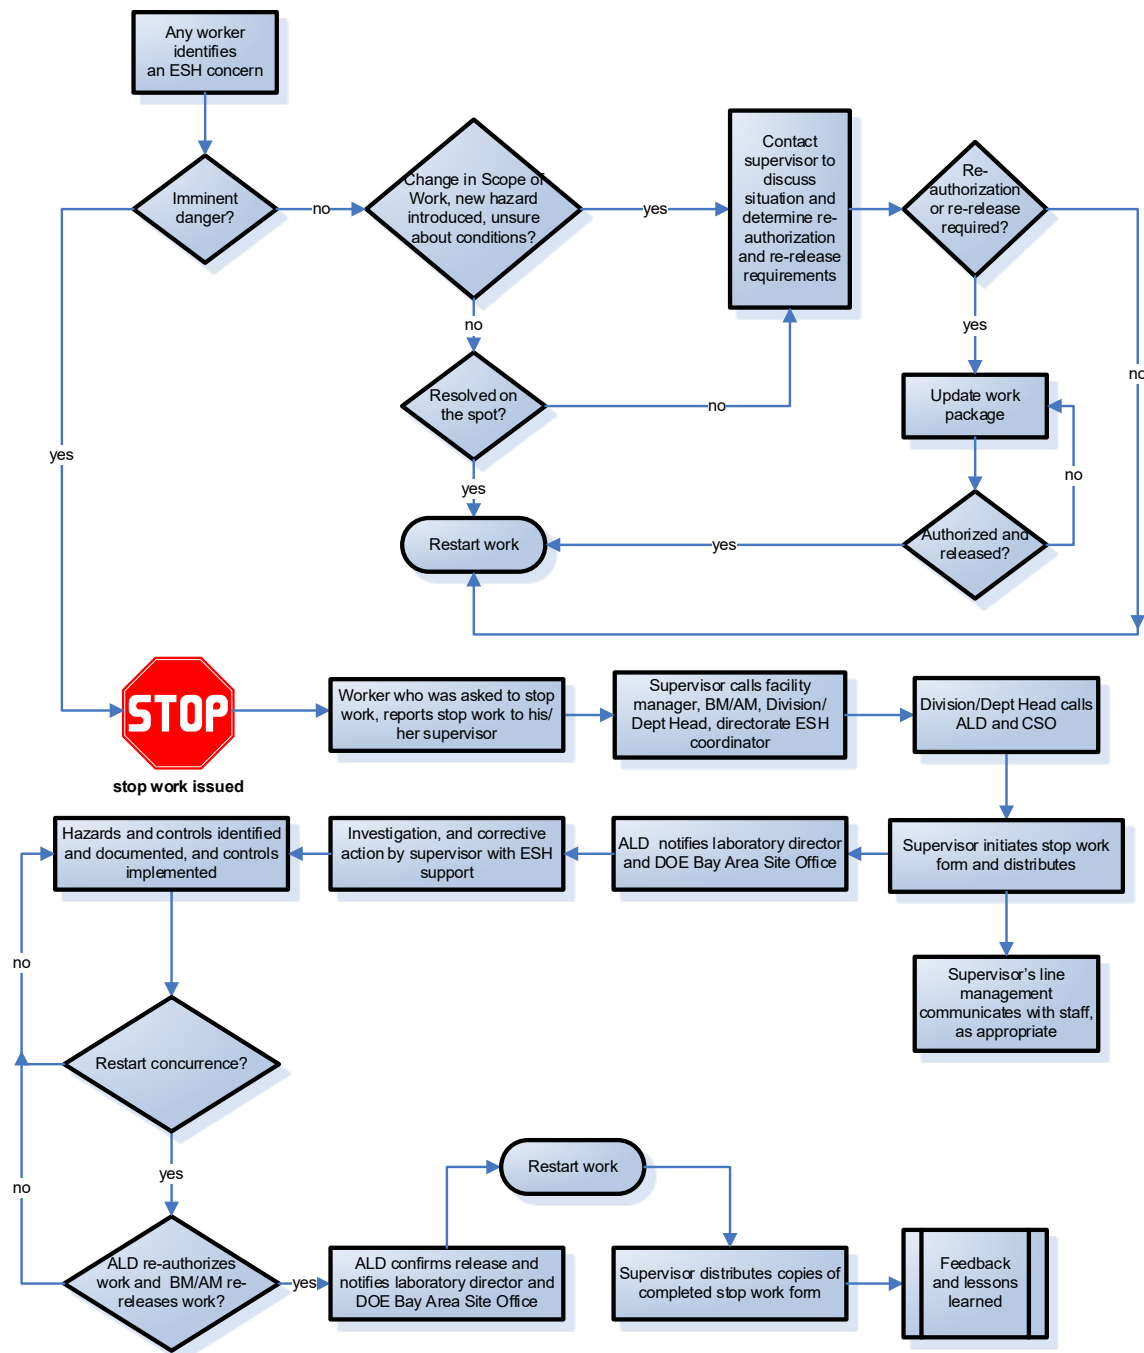 Any worker
identifies
an ESH concern
Imminent
danger?
no
Change in Scope of
Work, new hazard
introduced, unsure
about conditions?
yes
Contact
supervisor to
discuss
situation and
determine re-
authorization
and re-release
requirements
Re-
authorization
or re-release
required?
no
yes
no
Resolved on
the spot?
no
Update work
package
yes
no
yes
Restart work
yes
Authorized and
released?
STOP
stop work issued
Worker who was asked to stop
work, reports stop work to his/
her supervisor
Supervisor calls facility
manager, BM/AM, Division/
Dept Head, directorate ESH
coordinator
Division/Dept Head calls
ALD and CSO
Hazards and controls identified
and documented, and controls
implemented
Investigation, and corrective
action by supervisor with ESH
support
ALD  notifies laboratory director
and DOE Bay Area Site Office
Supervisor initiates stop work
form and distributes
no
Supervisor's line
management
communicates with staff,
as appropriate
Restart concurrence?
yes
no
Restart work
ALD re-authorizes
work and  BM/AM re-
releases work?
yes
ALD confirms release and
notifies laboratory director and
DOE Bay Area Site Office
Supervisor distributes copies of
completed stop work form
Feedback
and lessons
learned